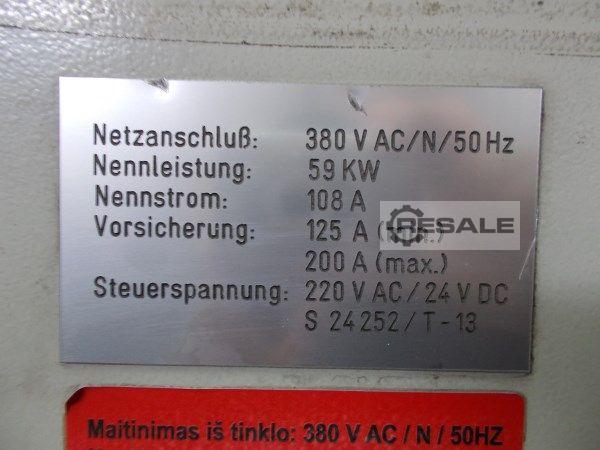 Netzanschluß: 380 V AC/N/50 Hz
Nennleistung: 59 KW
Nennstrom: 108 A
Vorsicherung: 125 A (min.)
200 A (max.)
Steuerspannung: 220 V AC / 24 V DC
S 24252 / T - 13
RESALE
Maitinimas iš tinklo: 380 V AC / N / 50HZ